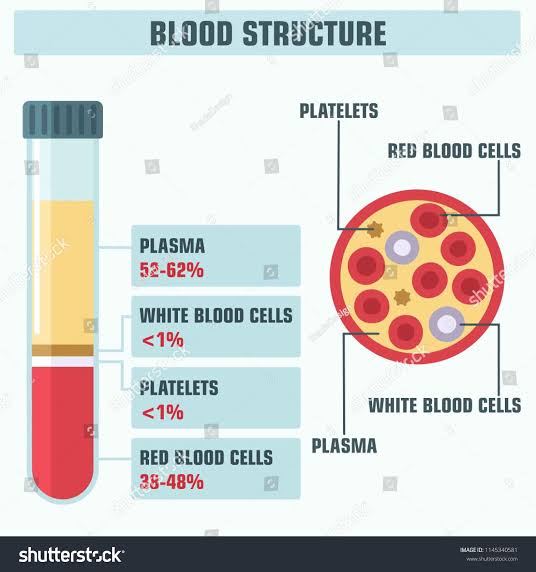 BLOOD STRUCTURE
PLATELETS
RED BLOOD CELLS
PLASMA
52-62%
WHITE BLOOD CELLS
<1%
PLATELETS
<1%
RED BLOOD CELLS
38-48%
WHITE BLOOD CELLS
PLASMA
shutterstock
IMAGE ID: 1145340581
www.shutterstock.com